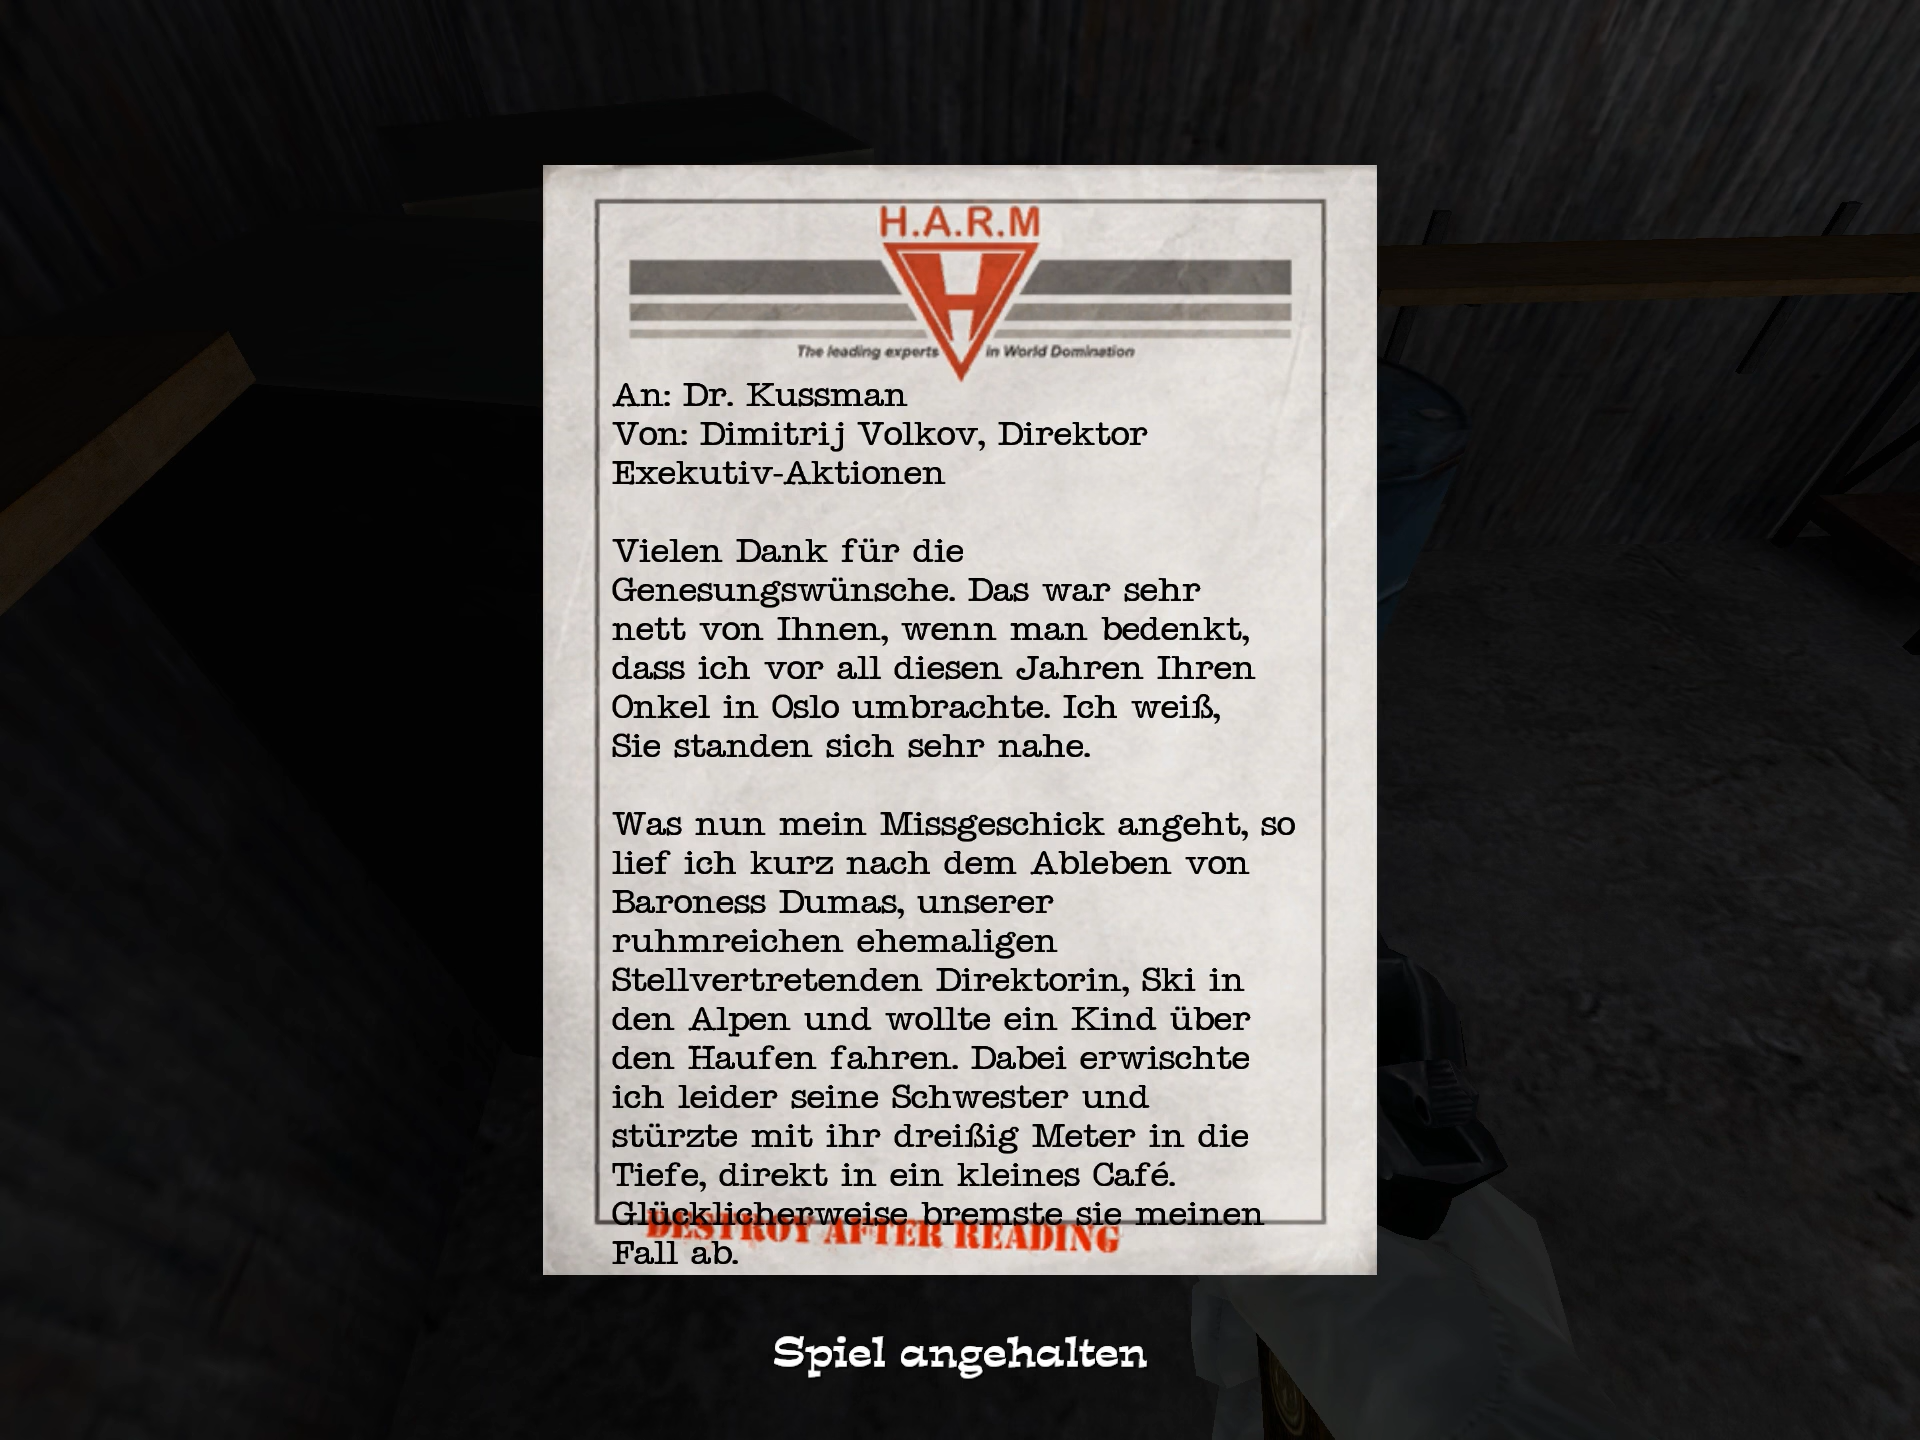 H.A.R.M
H
The leading experts in World Domination
An: Dr. Kussman
Von: Dimitrij Volkov, Direktor
Exekutiv-Aktionen
Vielen Dank für die
Genesungswünsche. Das war sehr
nett von Ihnen, wenn man bedenkt,
dass ich vor all diesen Jahren Ihren
Onkel in Oslo umbrachte. Ich weiß,
Sie standen sich sehr nahe.
Was nun mein Missgeschick angeht, so
lief ich kurz nach dem Ableben von
Baroness Dumas, unserer
ruhmreichen ehemaligen
Stellvertretenden Direktorin, Ski in
den Alpen und wollte ein Kind über
den Haufen fahren. Dabei erwischte
ich leider seine Schwester und
stürzte mit ihr dreißig Meter in die
Tiefe, direkt in ein kleines Café.
Glücklicherweise bremste sie meinen
Fall ab.
DESTROY AFTER READING
Spiel angehalten